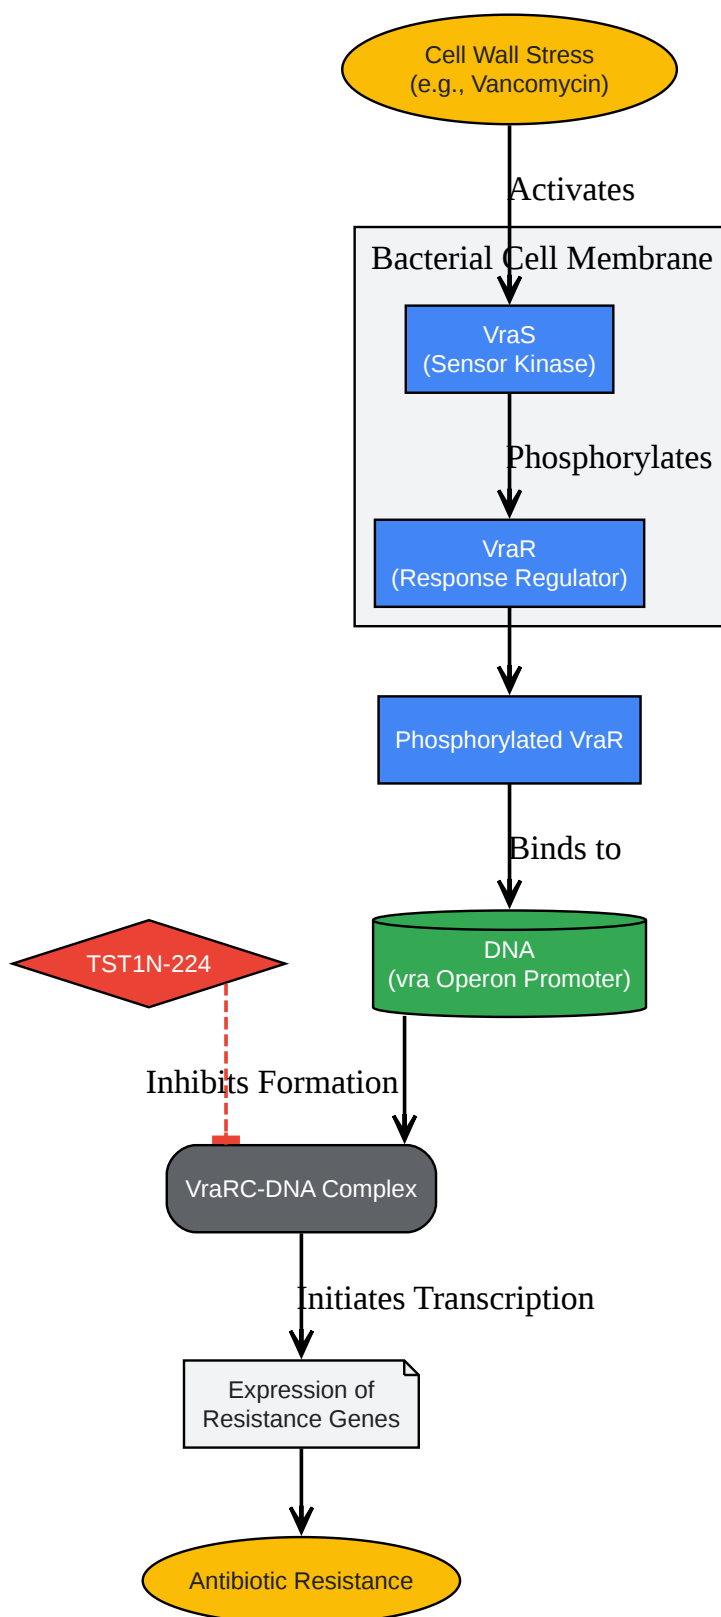 Cell Wall Stress
(e.g., Vancomycin)
Activates
Bacterial Cell Membrane
VraS
(Sensor Kinase)
Phosphorylates
VraR
(Response Regulator)
Phosphorylated VraR
Binds to
DNA
(vra Operon Promoter)
TST1N-224
Inhibits Formation
VraRC-DNA Complex
Initiates Transcription
Expression of
Resistance Genes
Antibiotic Resistance